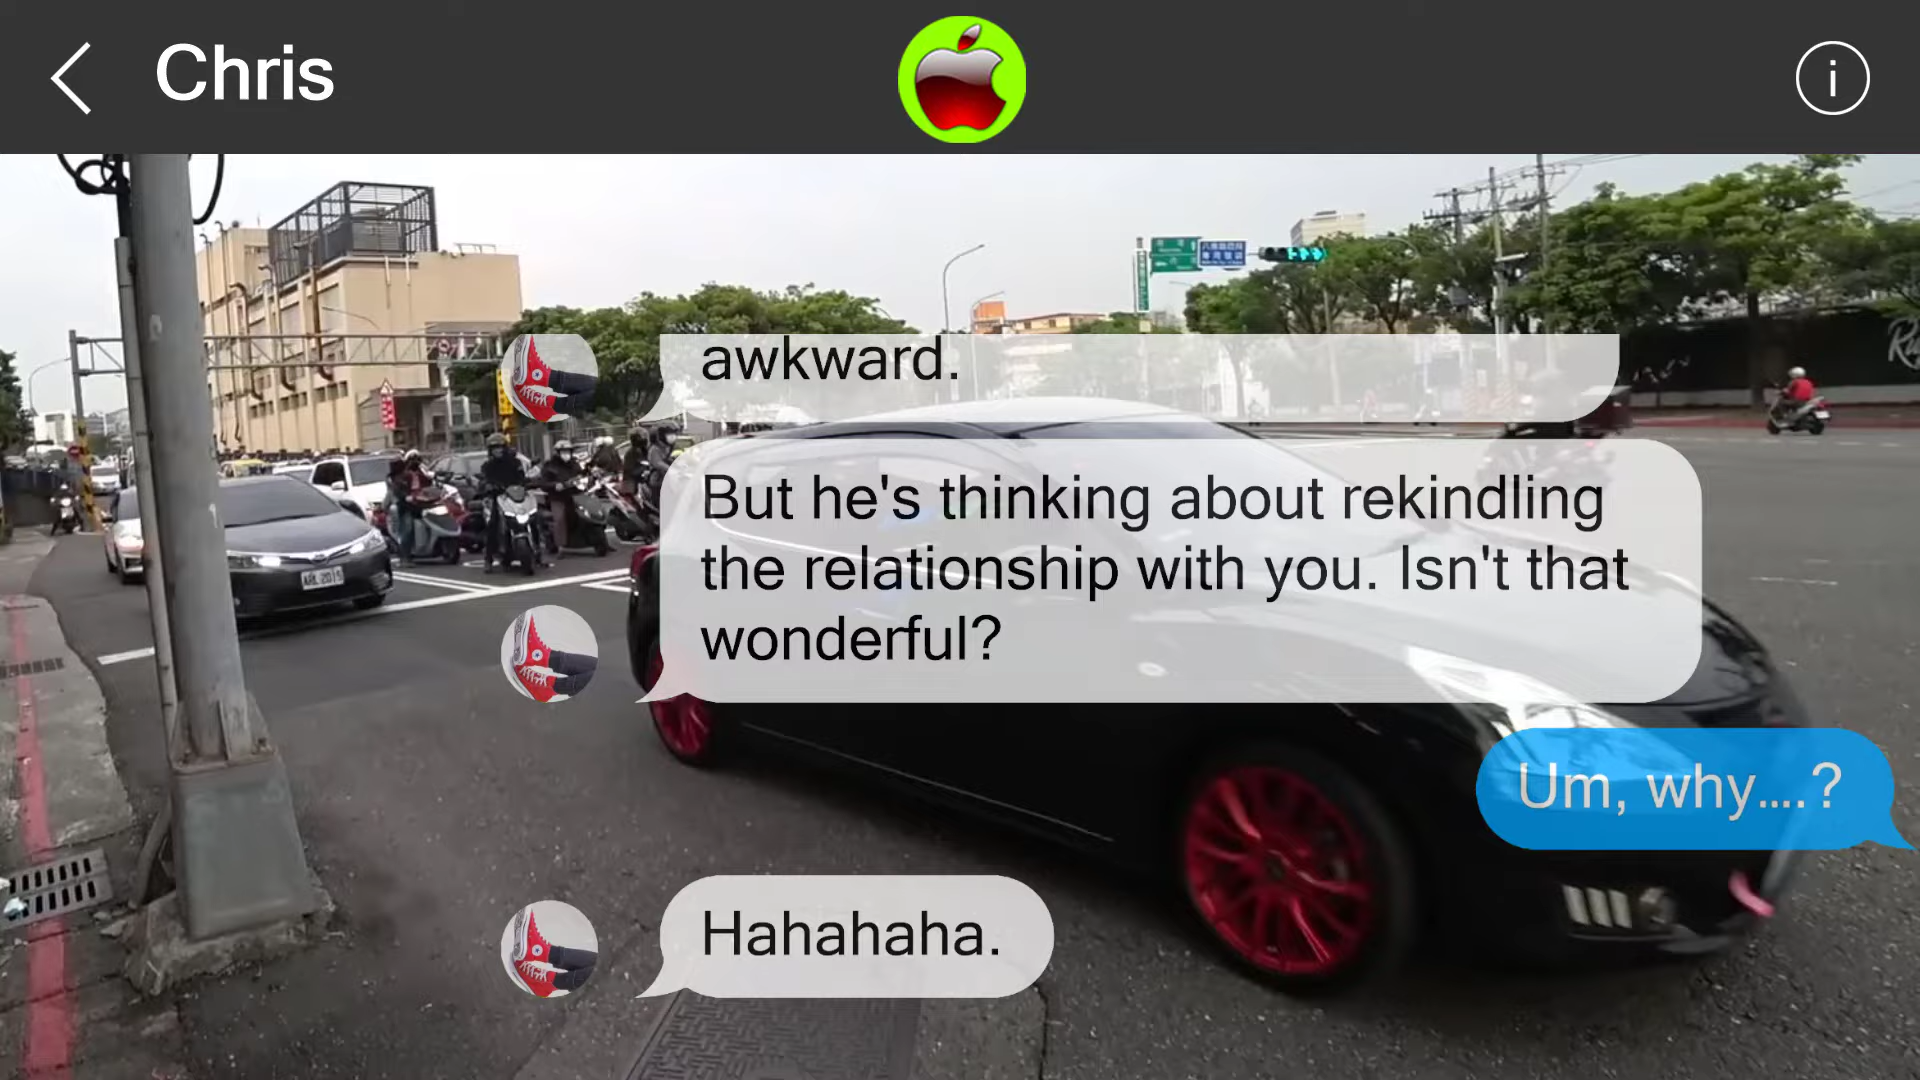 Chris
i
awkward.
But he's thinking about rekindling
the relationship with you. Isn't that
wonderful?
Um, why....?
Hahahaha.